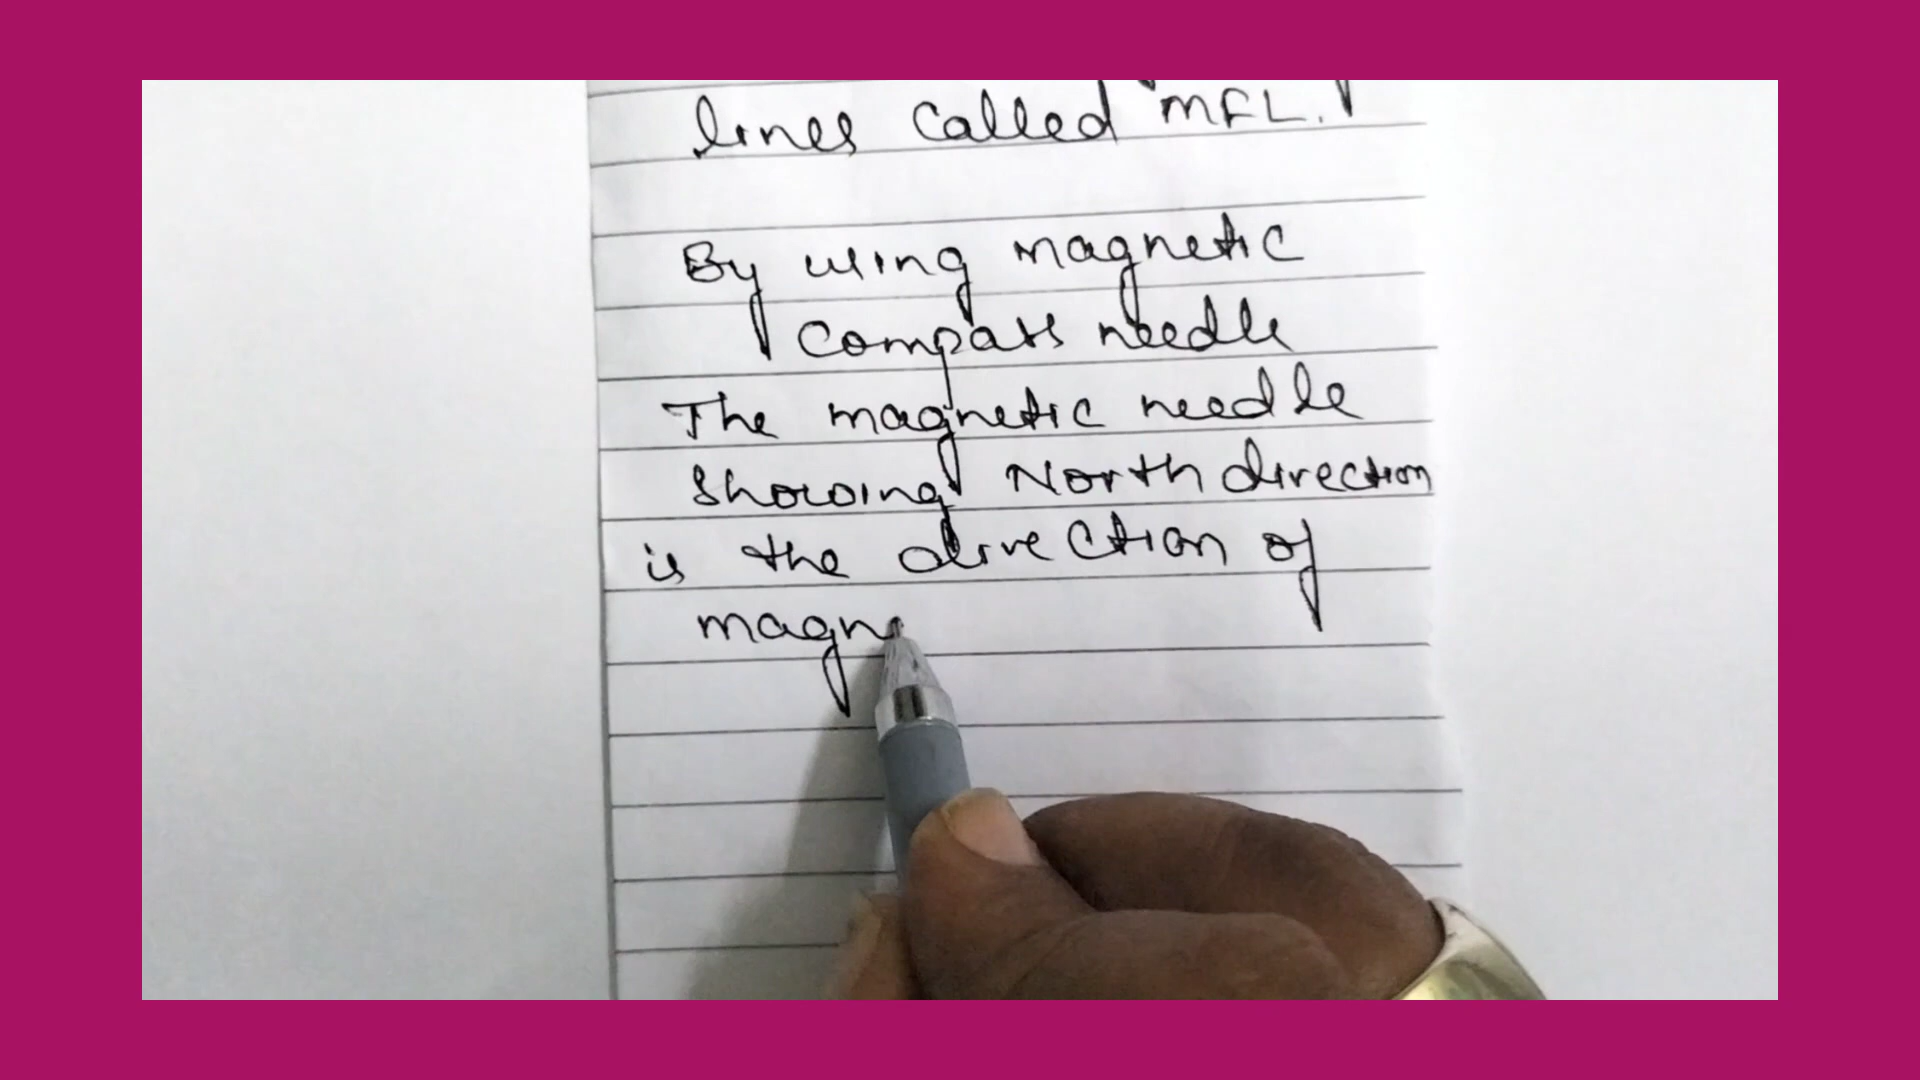 lines called "MFL.
By using magnetic
compass needle
The magnetic needle
showing North direction
is the direction of
magn